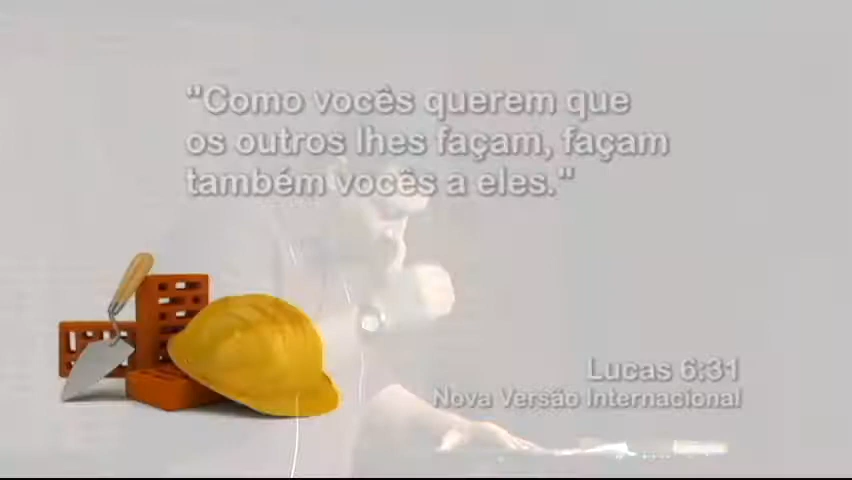 "Como vocês querem que
os outros lhes façam, façam
também vocês a eles."
Lucas 6:31
Nova Versão Internacional